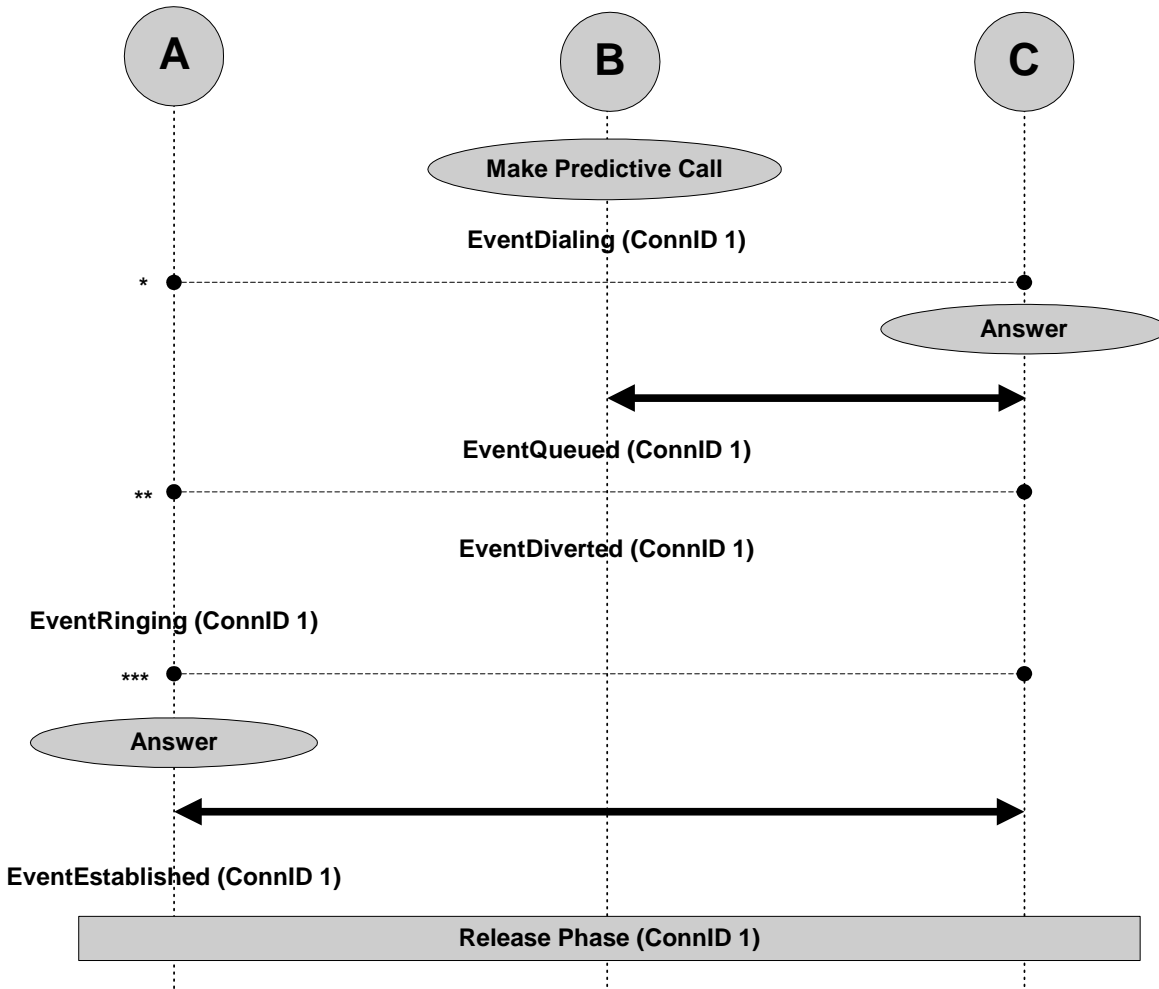 A
B
C
Make Predictive Call
EventDialing (ConnID 1)
*
Answer
EventQueued (ConnID 1)
**
EventDiverted (ConnID 1)
EventRinging (ConnID 1)
***
Answer
EventEstablished (ConnID 1)
Release Phase (ConnID 1)